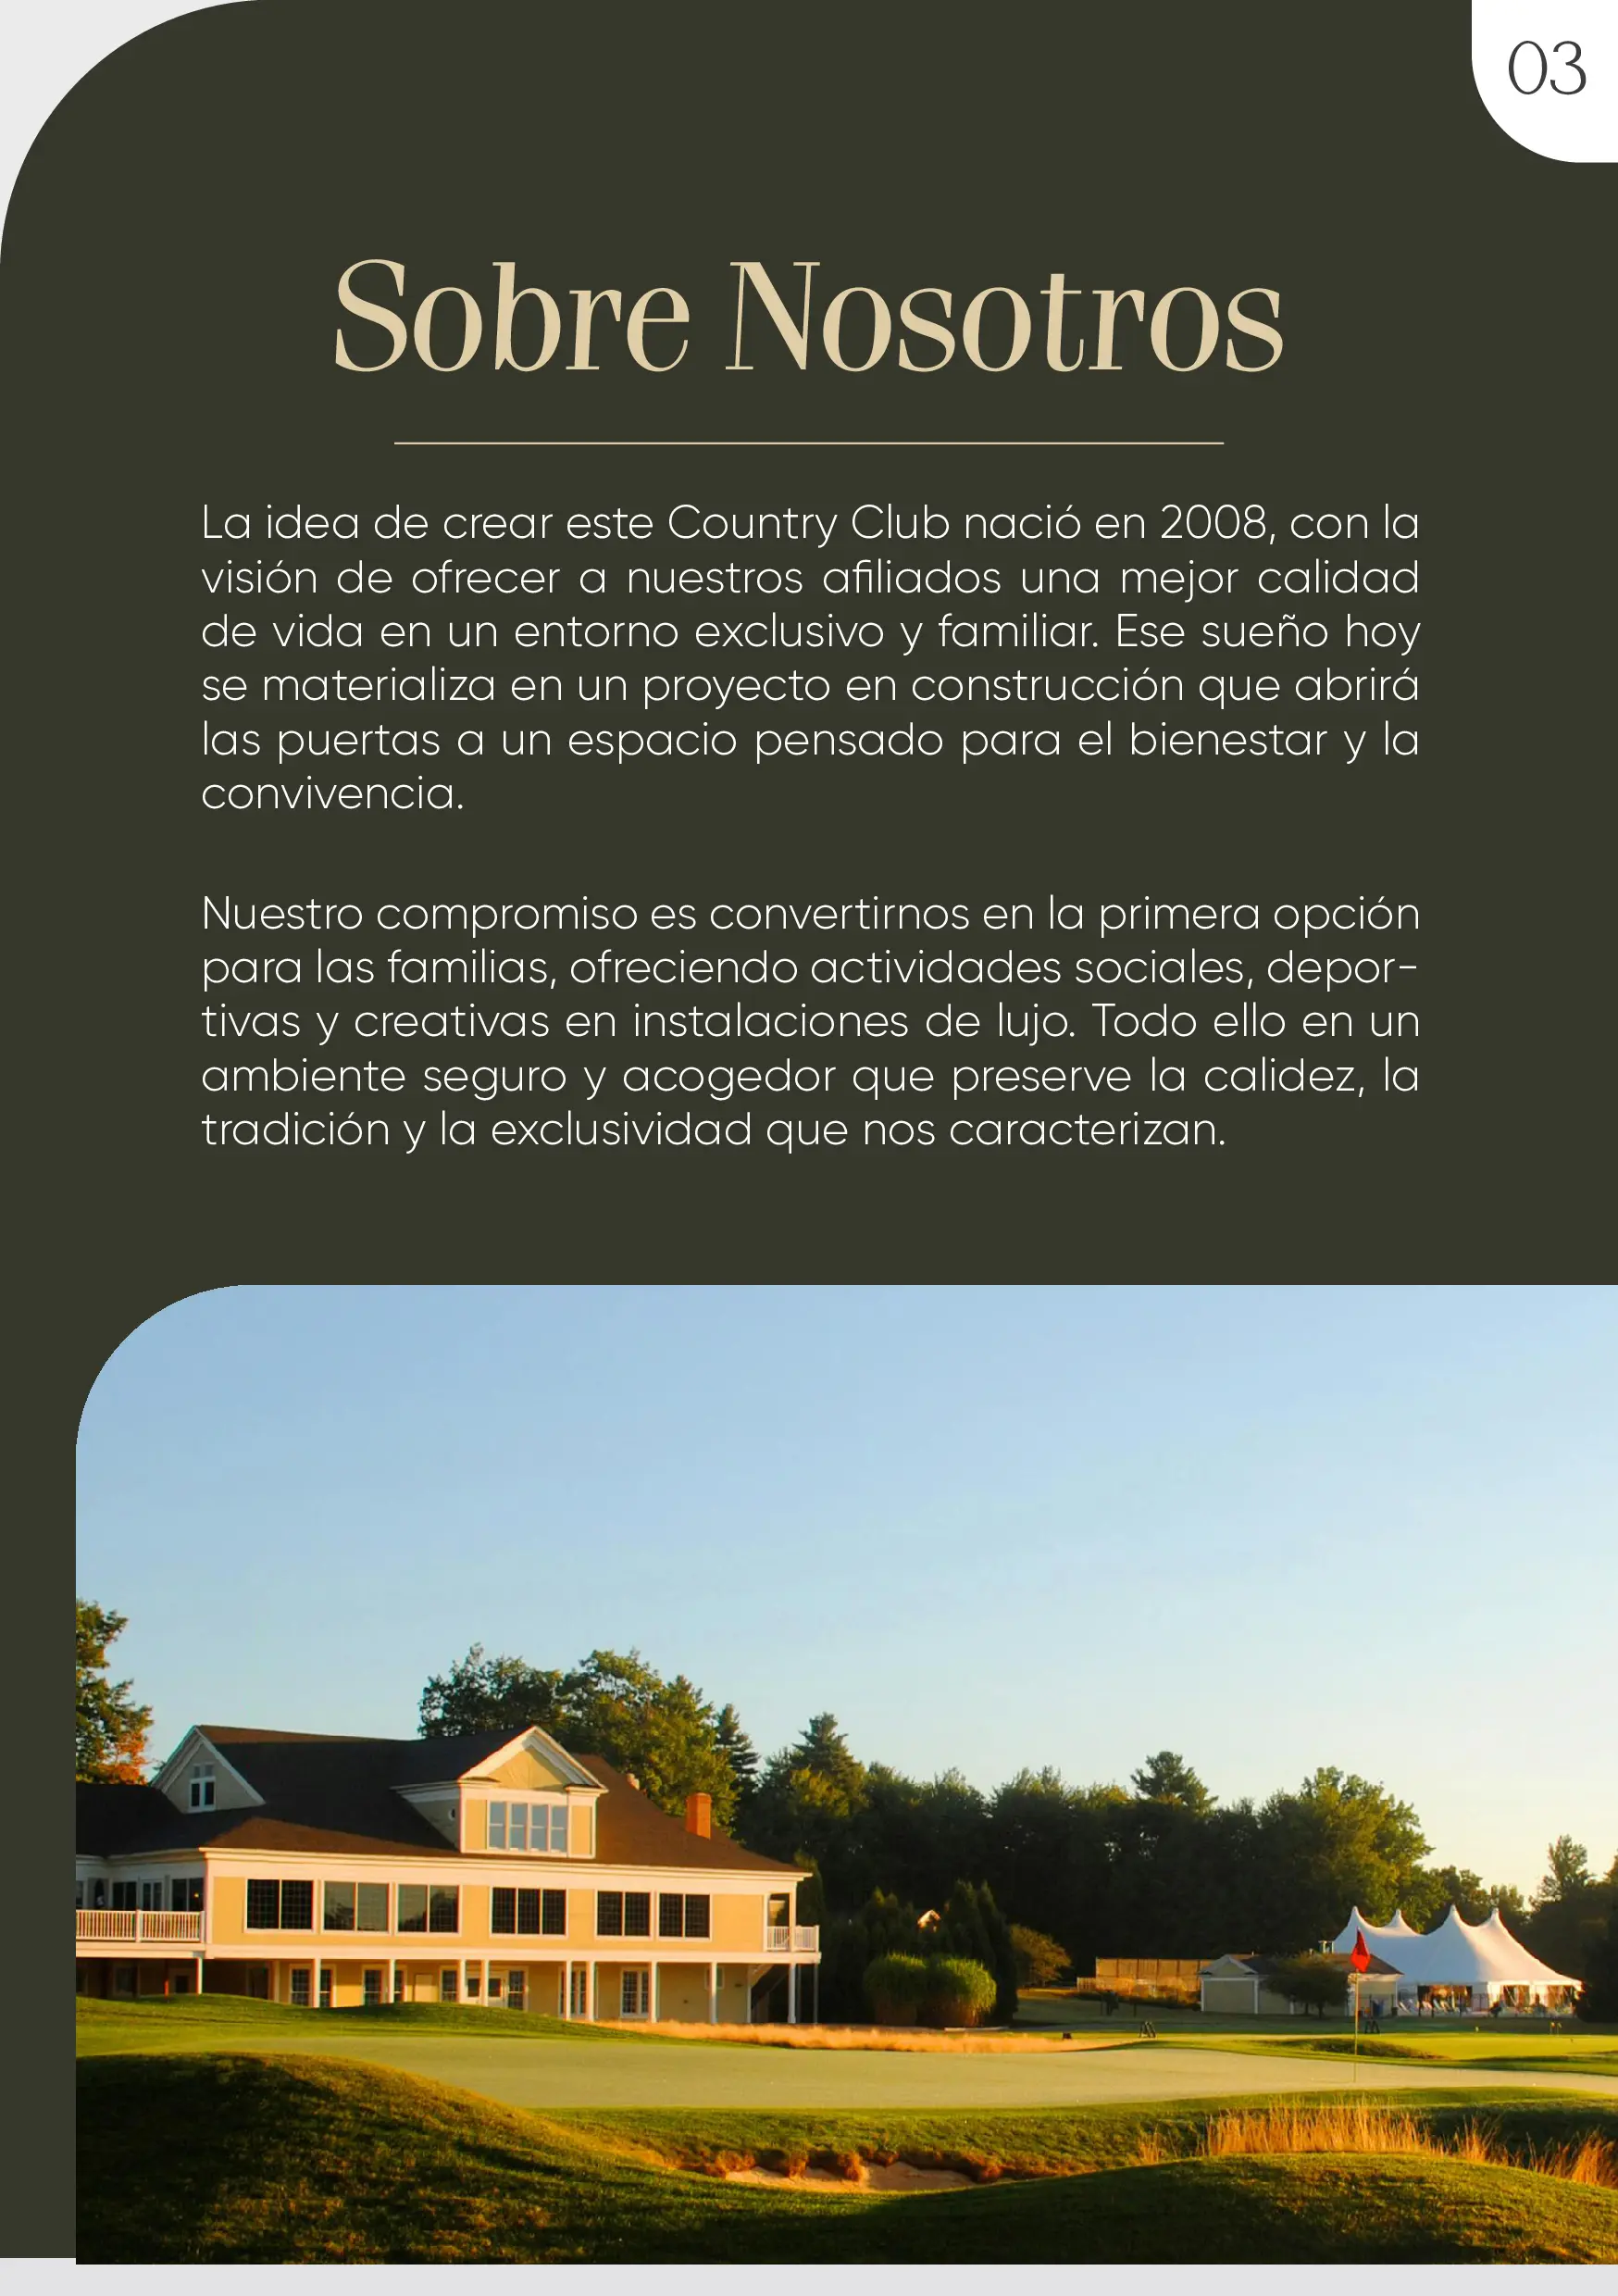 03
Sobre Nosotros
La idea de crear este Country Club nació en 2008, con la
visión de ofrecer a nuestros afiliados una mejor calidad
de vida en un entorno exclusivo y familiar. Ese sueño hoy
se materializa en un proyecto en construcción que abrirá
las puertas a un espacio pensado para el bienestar y la
convivencia.
Nuestro compromiso es convertirnos en la primera opción
para las familias, ofreciendo actividades sociales, depor-
tivas y creativas en instalaciones de lujo. Todo ello en un
ambiente seguro y acogedor que preserve la calidez, la
tradición y la exclusividad que nos caracterizan.